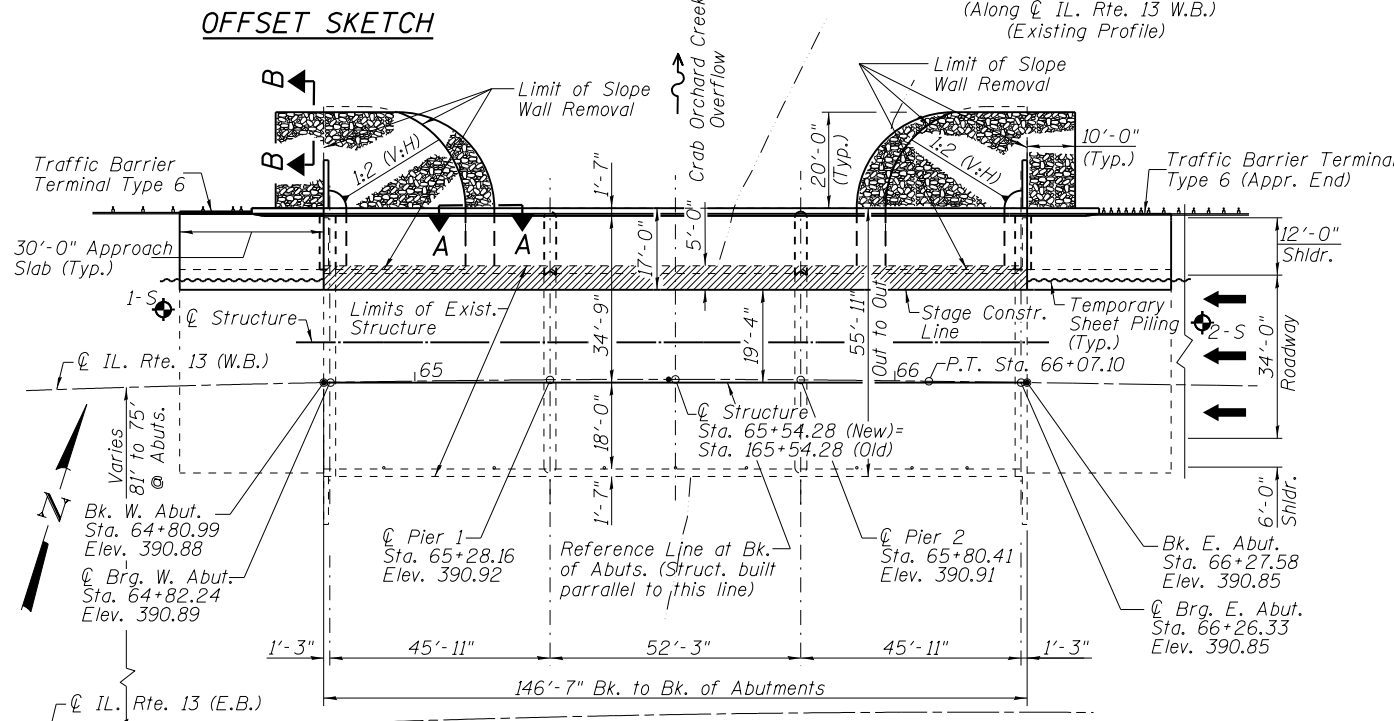 OFFSET SKETCH
(Along ℄ IL. Rte. 13 W.B.)
(Existing Profile)
Crab Orchard Creek
Overflow
B
B
Limit of Slope
Wall Removal
Limit of Slope
Wall Removal
Traffic Barrier
Terminal Type 6
1:2 (V:H)
1'-7"
20'-0"
(Typ.)
1:2 (V:H)
10'-0"
(Typ.)
Traffic Barrier Terminal
Type 6 (Appr. End)
A
A
17'-0"
5'-0"
30'-0" Approach
Slab (Typ.)
12'-0"
Shldr.
1-S
℄ Structure
Limits of Exist.
Structure
34'-9"
19'-4"
55'-11" Out to Out
Stage Constr.
Line
Temporary
Sheet Piling
(Typ.)
2-S
34'-0"
Roadway
℄ IL. Rte. 13 (W.B.)
65
66
P.T. Sta. 66+07.10
℄ Structure
Sta. 65+54.28 (New)=
Sta. 165+54.28 (Old)
Varies
81' to 75'
@ Abuts.
18'-0"
1'-7"
6'-0"
Shldr.
N
Bk. W. Abut.
Sta. 64+80.99
Elev. 390.88
℄ Brg. W. Abut.
Sta. 64+82.24
Elev. 390.89
℄ Pier 1
Sta. 65+28.16
Elev. 390.92
Reference Line at Bk.
of Abuts. (Struct. built
parrallel to this line)
℄ Pier 2
Sta. 65+80.41
Elev. 390.91
Bk. E. Abut.
Sta. 66+27.58
Elev. 390.85
℄ Brg. E. Abut.
Sta. 66+26.33
Elev. 390.85
1'-3"
45'-11"
52'-3"
45'-11"
1'-3"
146'-7" Bk. to Bk. of Abutments
℄ IL. Rte. 13 (E.B.)